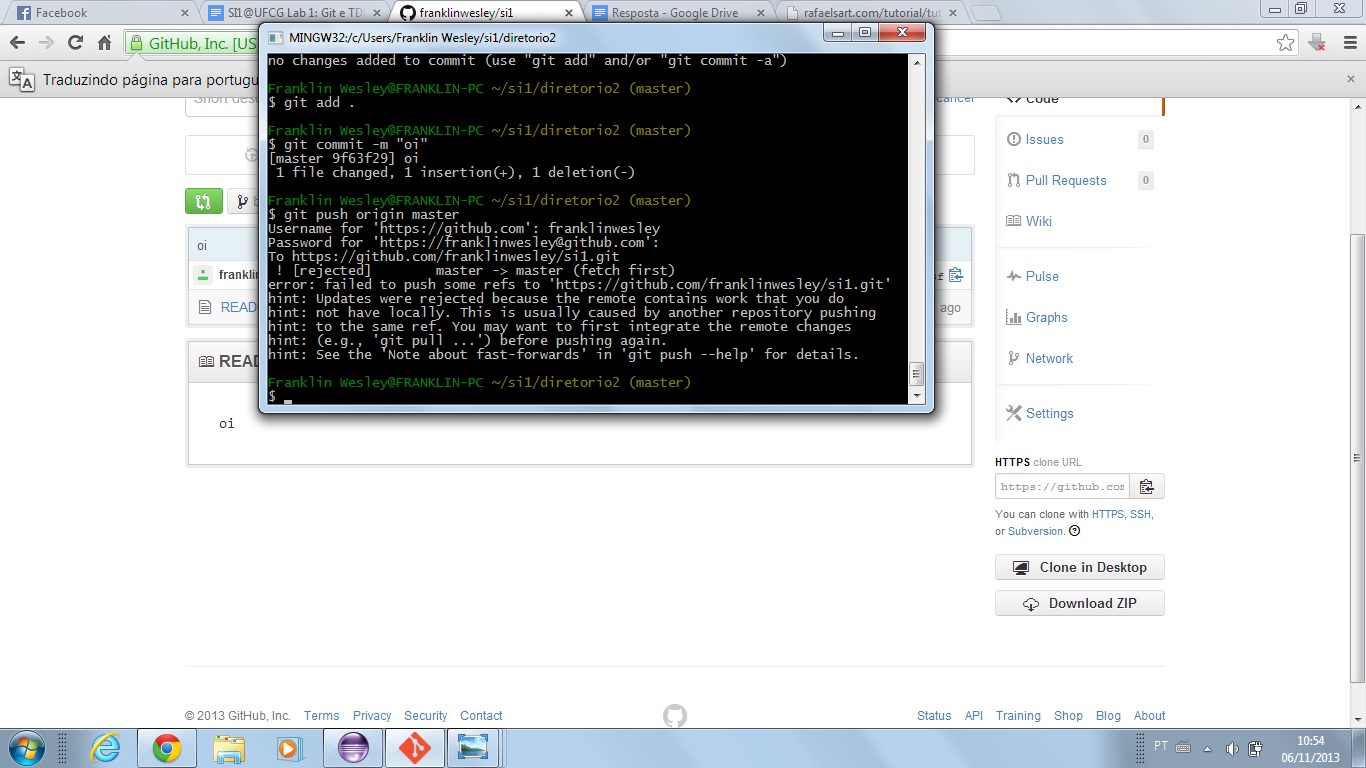 Facebook
SI1@UFCG Lab 1: Git e TD
franklinwesley/si1
Resposta - Google Drive
rafaelsart.com/tutorial/tut
GitHub, Inc. [US
MINGW32:/c/Users/Franklin Wesley/si1/diretorio2
Traduzindo página para portugu
no changes added to commit (use "git add" and/or "git commit -a")
Franklin Wesley@FRANKLIN-PC ~/si1/diretorio2 (master)
$ git add .
Franklin Wesley@FRANKLIN-PC ~/si1/diretorio2 (master)
$ git commit -m "oi"
[master 9f63f29] oi
1 file changed, 1 insertion(+), 1 deletion(-)
Franklin Wesley@FRANKLIN-PC ~/si1/diretorio2 (master)
$ git push origin master
Username for 'https://github.com': franklinwesley
Password for 'https://franklinwesley@github.com':
To https://github.com/franklinwesley/si1.git
! [rejected] master -> master (fetch first)
error: failed to push some refs to 'https://github.com/franklinwesley/si1.git'
hint: Updates were rejected because the remote contains work that you do
hint: not have locally. This is usually caused by another repository pushing
hint: to the same ref. You may want to first integrate the remote changes
hint: (e.g., 'git pull ...') before pushing again.
hint: See the 'Note about fast-forwards' in 'git push --help' for details.
Franklin Wesley@FRANKLIN-PC ~/si1/diretorio2 (master)
$
Short des
cancel
b
oi
franklin
READ
ago
READ
oi
Code
Issues 0
Pull Requests 0
Wiki
Pulse
Graphs
Network
Settings
HTTPS clone URL
https://github.com
You can clone with HTTPS, SSH,
or Subversion.
Clone in Desktop
Download ZIP
© 2013 GitHub, Inc. Terms Privacy Security Contact
Status API Training Shop Blog About
PT
10:54
06/11/2013